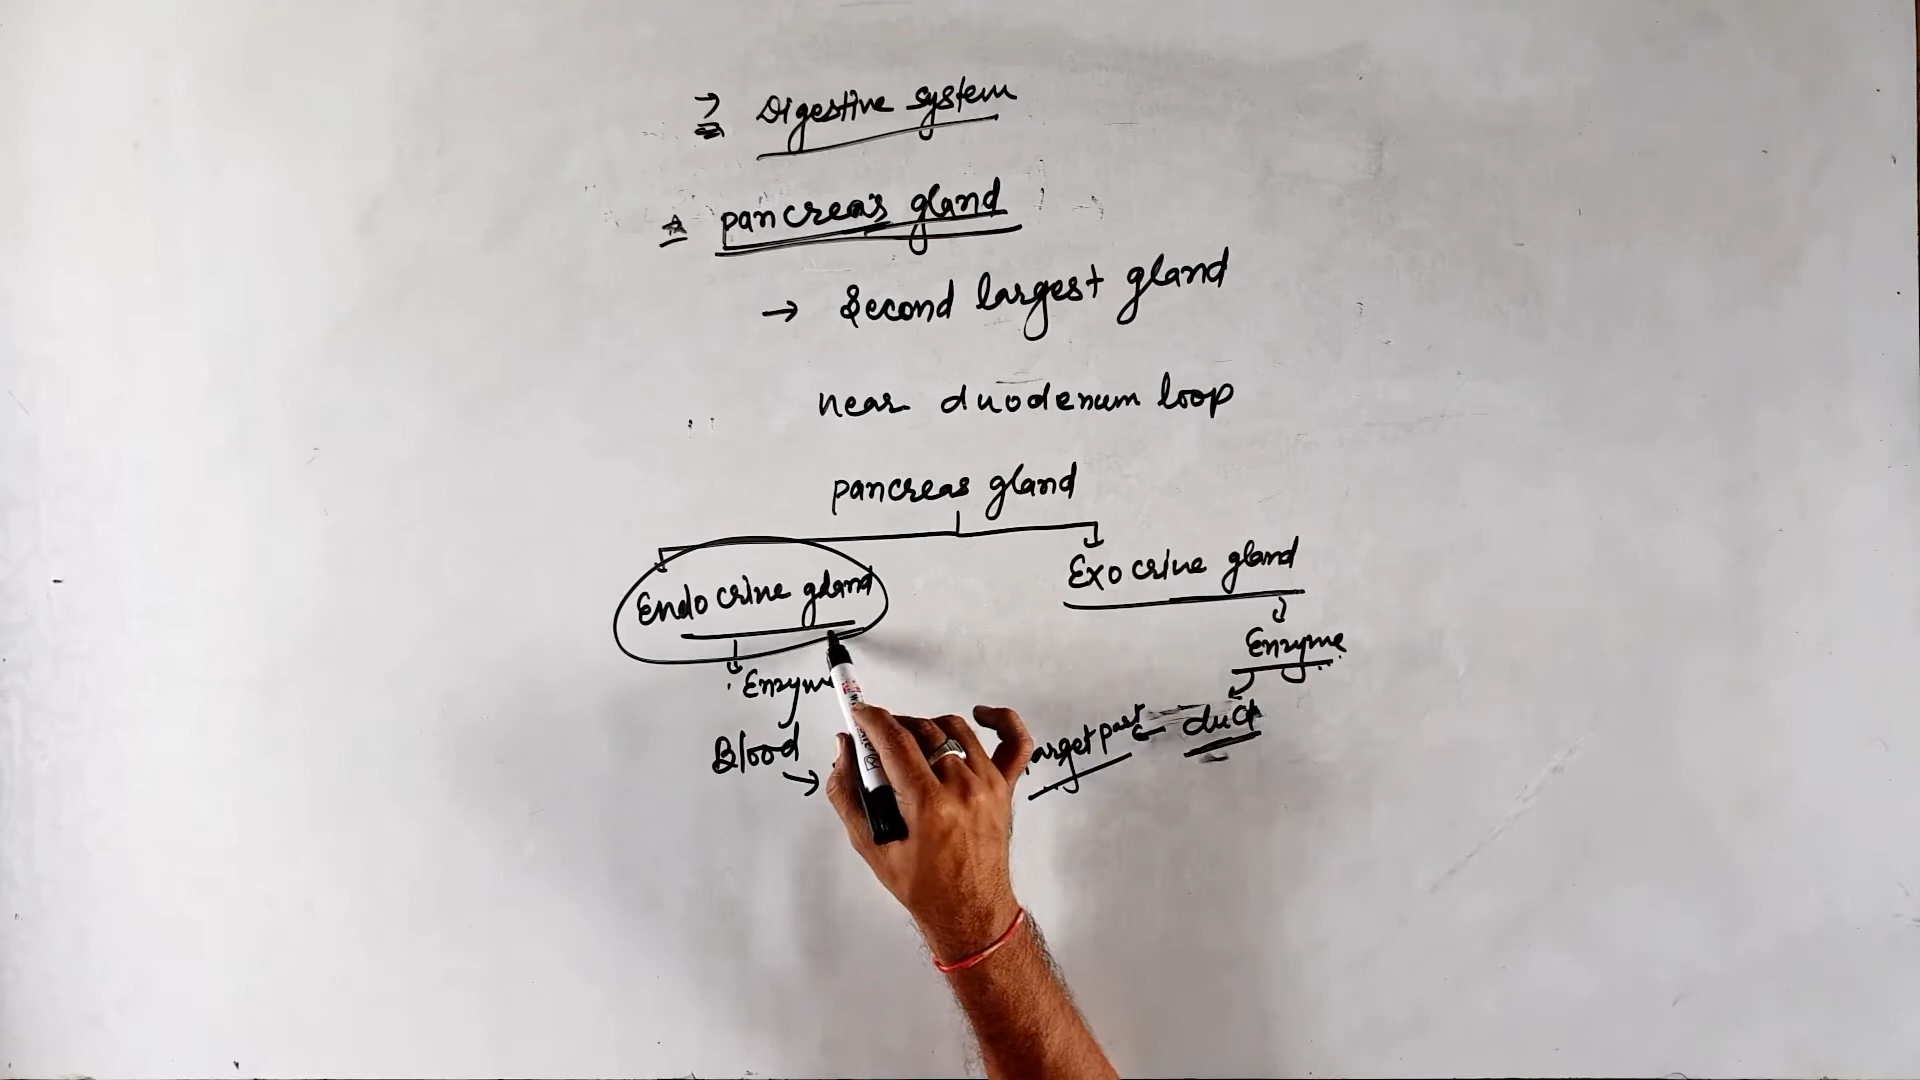 → Digestive system
pancreas gland
→ Second largest gland
near duodenum loop
pancreas gland
Endocrine gland
Exocrine gland
Enzyme
Blood →
Enzyme
duct
target part